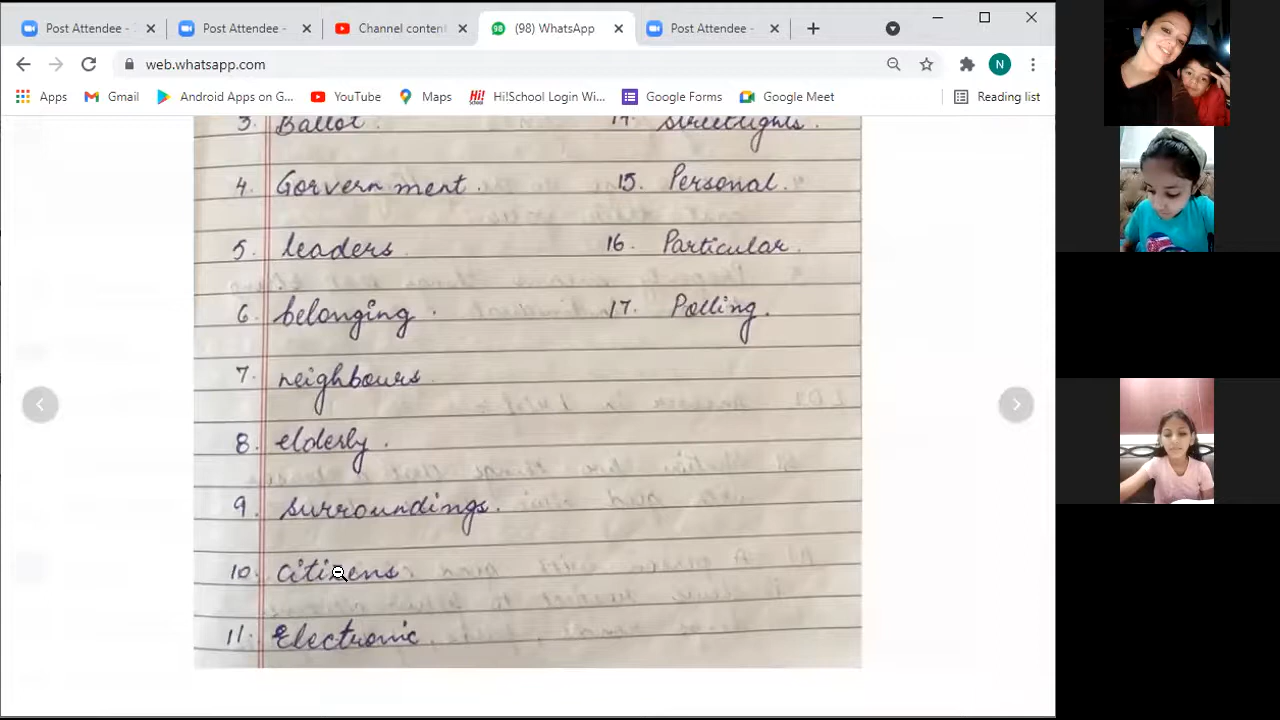 Post Attendee -
Post Attendee -
Channel content
(98) WhatsApp
Post Attendee -
web.whatsapp.com
N
Apps
Gmail
Android Apps on G...
YouTube
Maps
Hi!School Login Wi...
Google Forms
Google Meet
Reading list
3. Ballot.
4. Gorvernment.
5. leaders.
6. belonging.
7. neighbours.
8. elderly.
9. surroundings.
10. citizens
11. Electronic.
streetlights.
15. Personal.
16. Particular.
17. Polling.